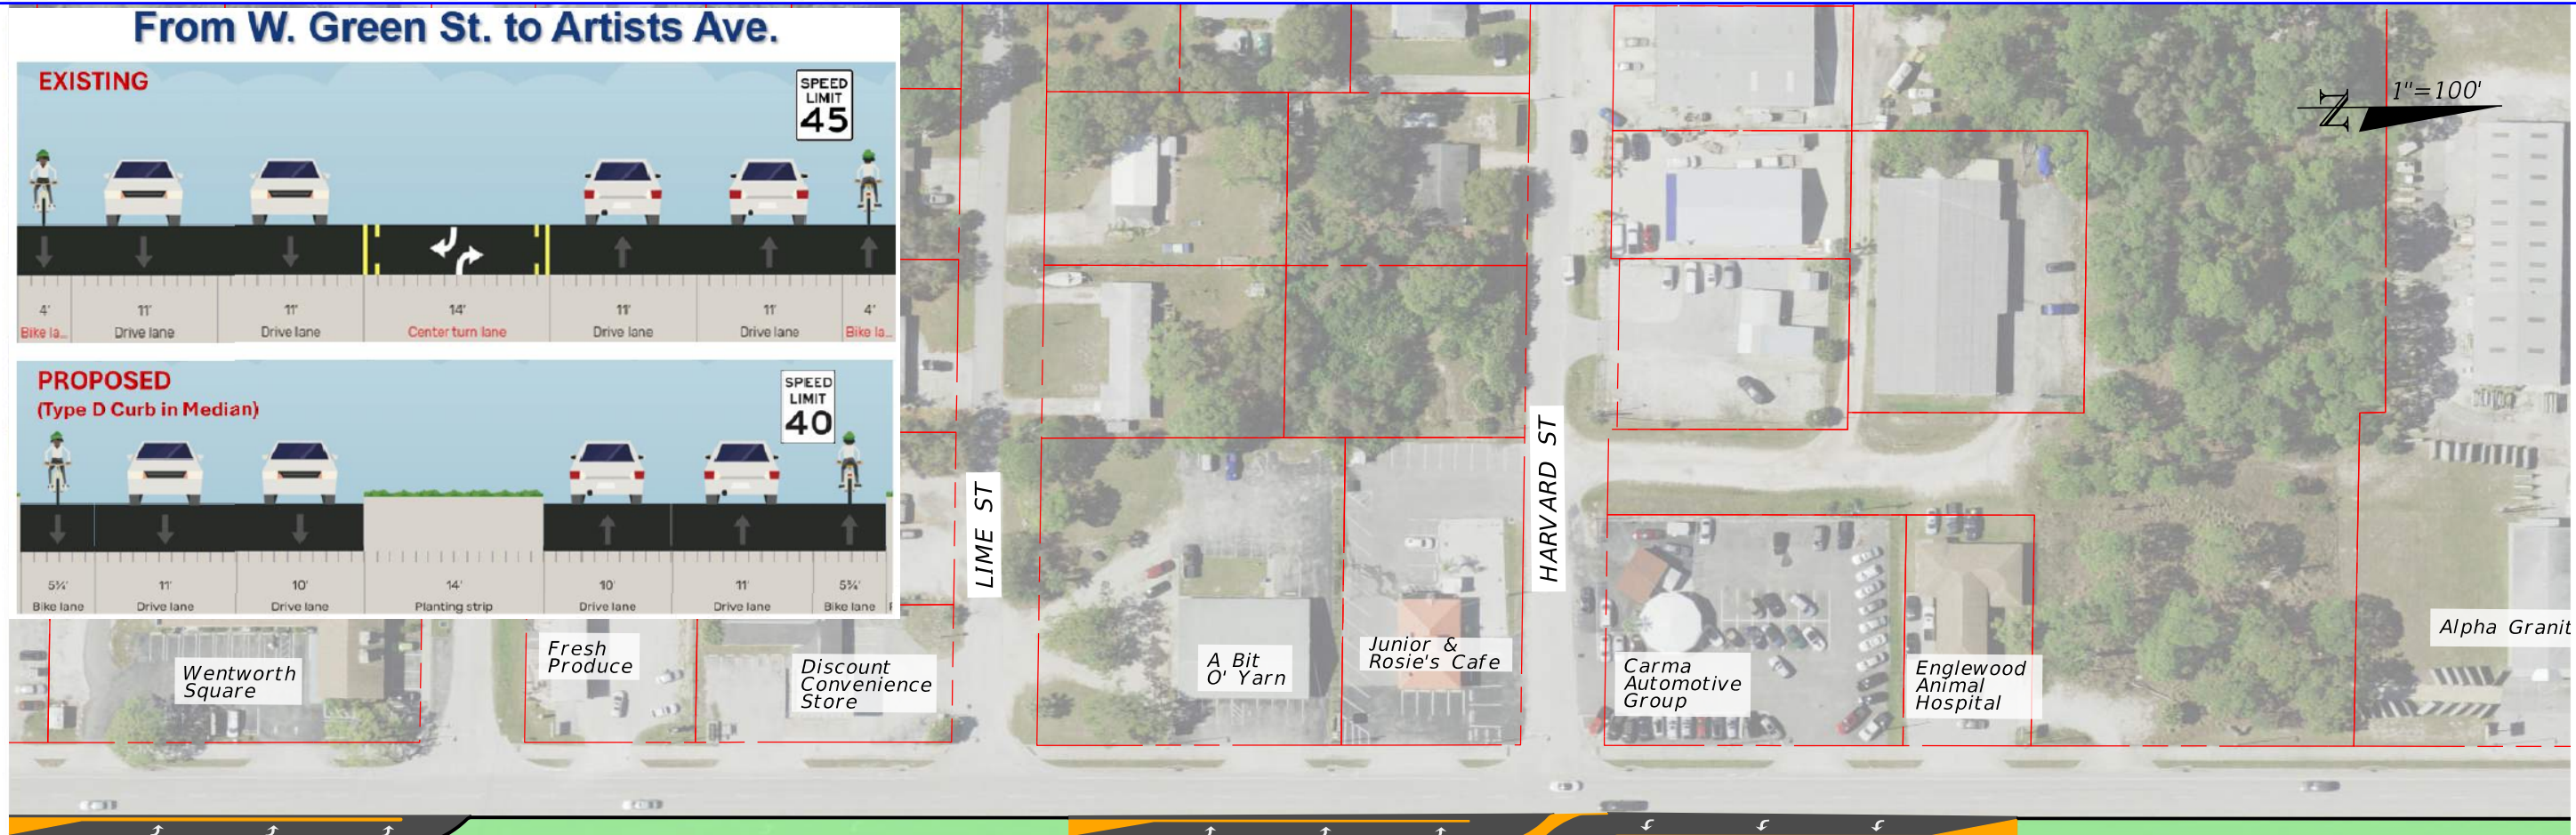 From W. Green St. to Artists Ave.
EXISTING
SPEED
LIMIT
45
4' 11' 11' 14' 11' 11' 4'
Bike la... Drive lane Drive lane Center turn lane Drive lane Drive lane Bike la...
PROPOSED
(Type D Curb in Median)
SPEED
LIMIT
40
5¾' 11' 10' 14' 10' 11' 5¾'
Bike lane Drive lane Drive lane Planting strip Drive lane Drive lane Bike lane
LIME ST
HARVARD ST
N
1"=100'
Wentworth
Square
Fresh
Produce
Discount
Convenience
Store
A Bit
O' Yarn
Junior &
Rosie's Cafe
Carma
Automotive
Group
Englewood
Animal
Hospital
Alpha Granit